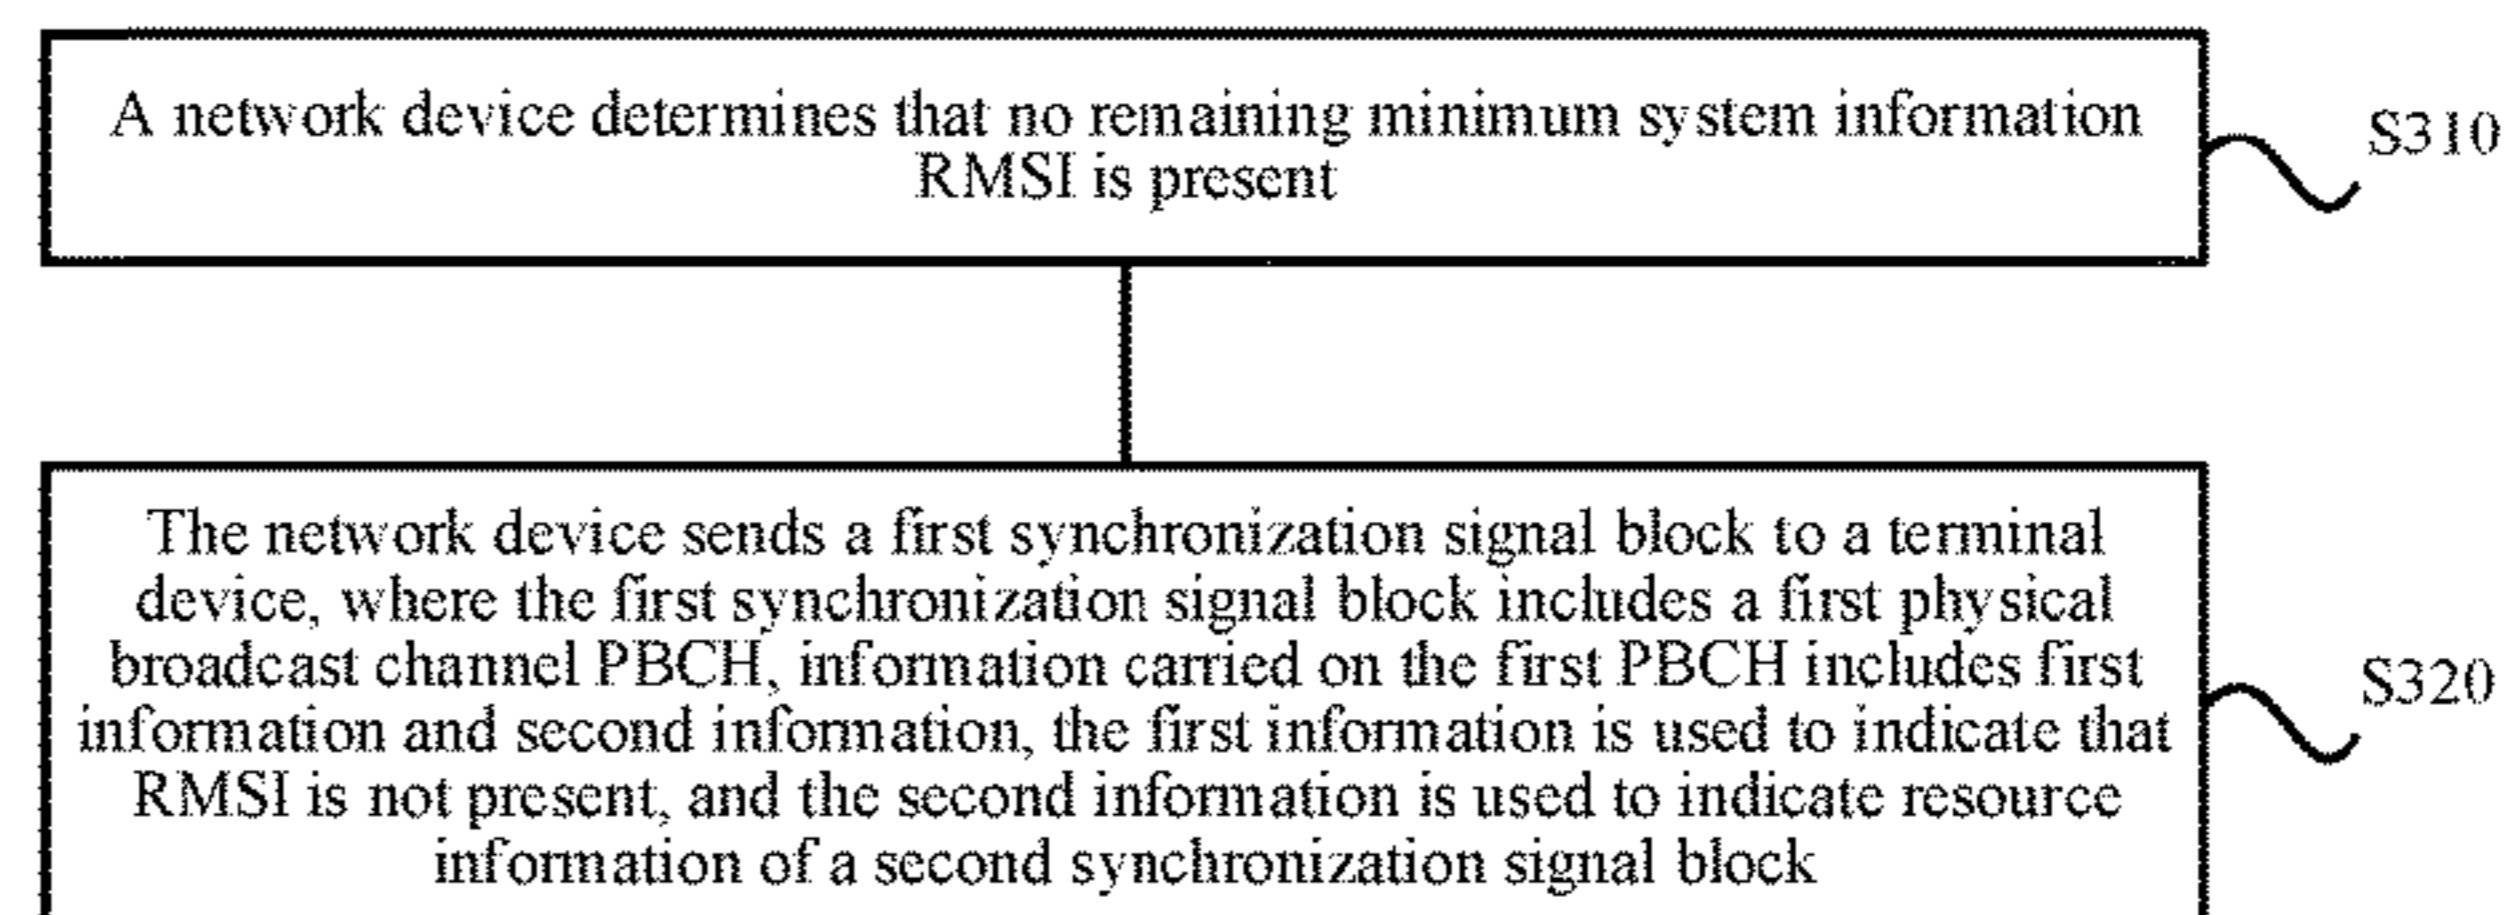 A network device determines that no remaining minimum system information
RMSI is present
S310
The network device sends a first synchronization signal block to a terminal
device, where the first synchronization signal block includes a first physical
broadcast channel PBCH, information carried on the first PBCH includes first
information and second information, the first information is used to indicate that
RMSI is not present, and the second information is used to indicate resource
information of a second synchronization signal block
S320